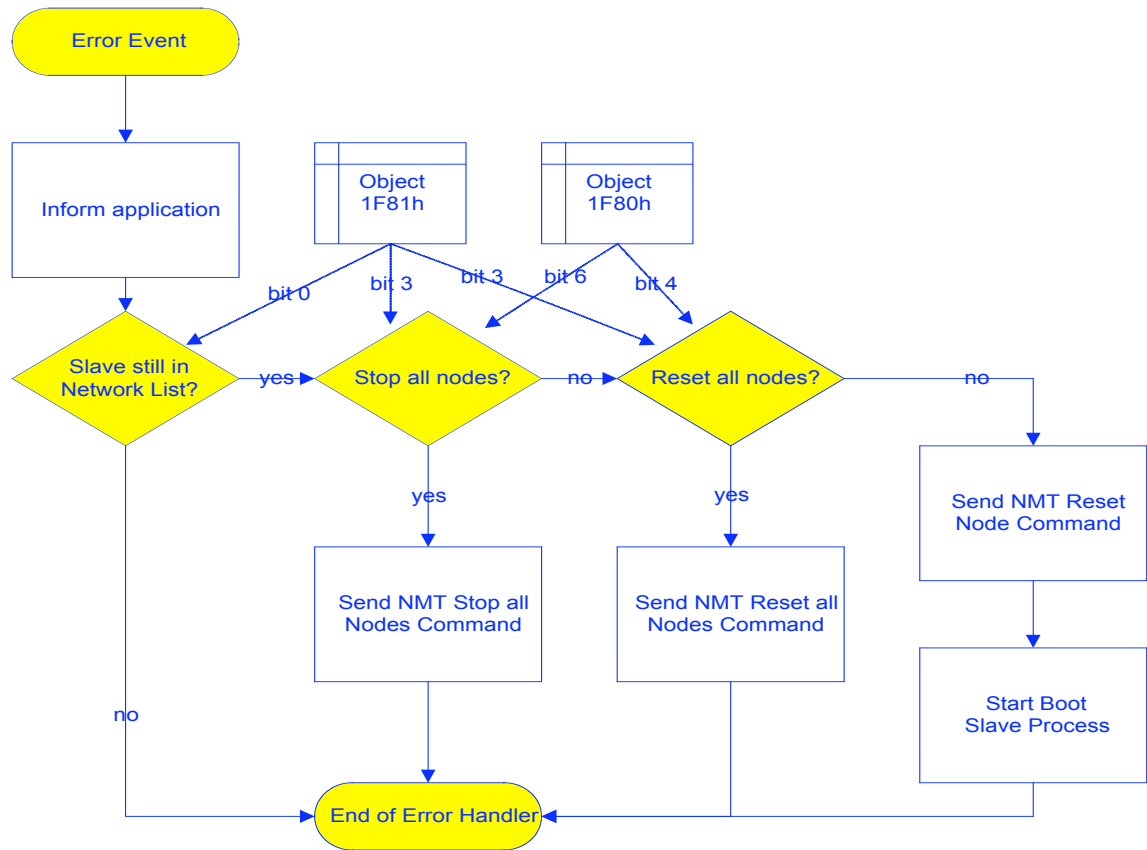 Error Event
Inform application
Object
1F81h
Object
1F80h
bit 0
bit 3
bit 3
bit 6
bit 4
Slave still in
Network List?
yes
Stop all nodes?
no
Reset all nodes?
no
yes
yes
Send NMT Reset
Node Command
Send NMT Stop all
Nodes Command
Send NMT Reset all
Nodes Command
no
Start Boot
Slave Process
End of Error Handler